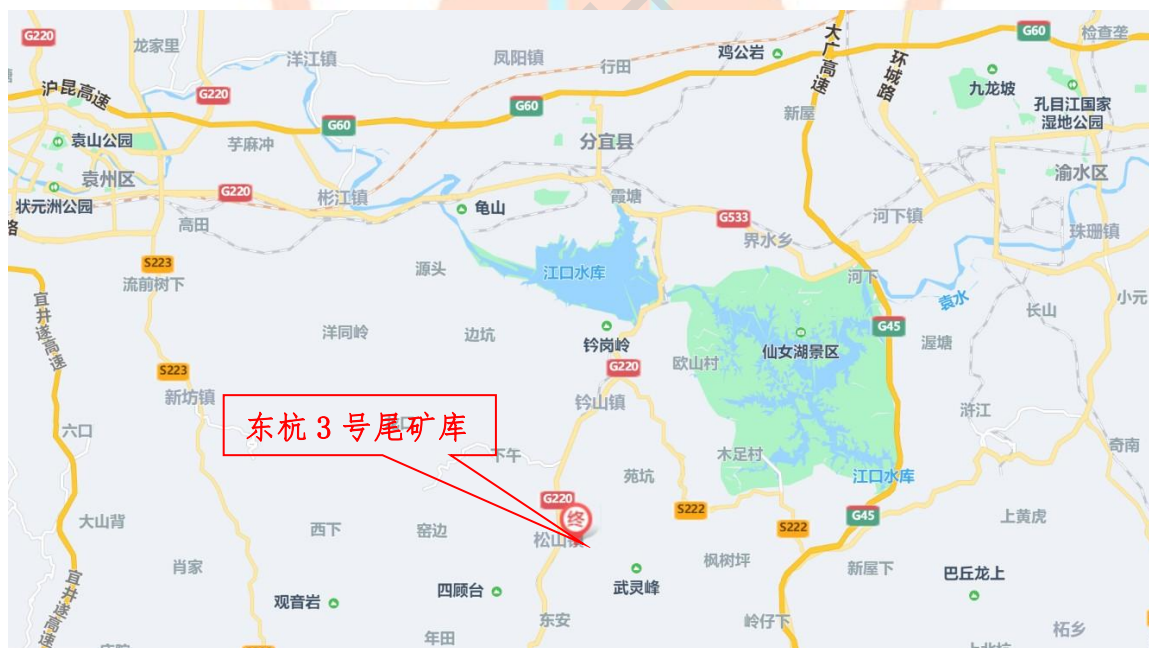 G220
龙家里
洋江镇
凤阳镇
行田
鸡公岩
大广高速
环城路
G60
检查垄
沪昆高速
G220
G60
G60
九龙坡
孔目江国家
湿地公园
新屋
袁山公园
芋麻冲
分宜县
渝水区
袁州区
G220
彬江镇
龟山
霞塘
状元洲公园
路
高田
G533
河下镇
珠珊镇
界水乡
S223
流前树下
源头
江口水库
河下
袁水
小元
宜井遂高速
洋同岭
边坑
钤岗岭
仙女湖景区
G45
长山
渥塘
S223
G220
欧山村
新坊镇
钤山镇
东杭3号尾矿库
浒江
六口
下午
木足村
奇南
苑坑
江口水库
G220
终
S222
S222
G45
大山背
西下
窑边
松山镇
上黄虎
枫树坪
肖家
四顾台
武灵峰
新屋下
巴丘龙上
宜井遂高速
观音岩
东安
岭仔下
年田
柘乡